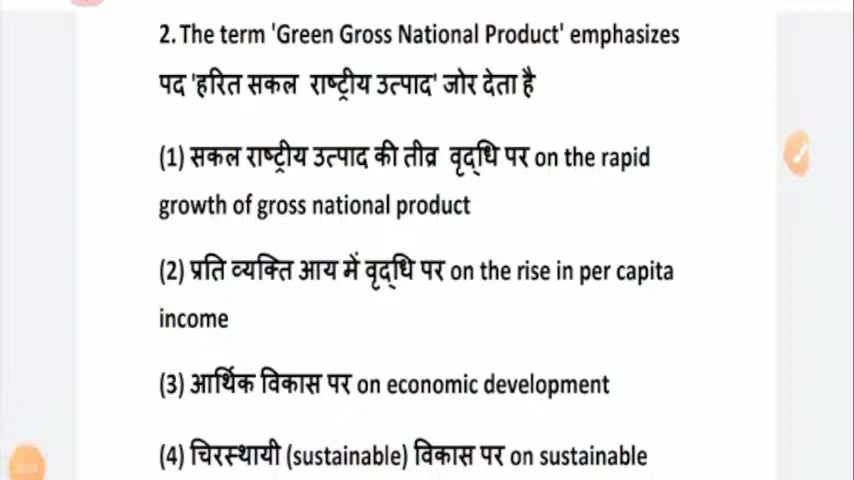 2. The term 'Green Gross National Product' emphasizes
पद 'हरित सकल राष्ट्रीय उत्पाद' जोर देता है
(1) सकल राष्ट्रीय उत्पाद की तीव्र वृद्धि पर on the rapid
growth of gross national product
(2) प्रति व्यक्ति आय में वृद्धि पर on the rise in per capita
income
(3) आर्थिक विकास पर on economic development
(4) चिरस्थायी (sustainable) विकास पर on sustainable